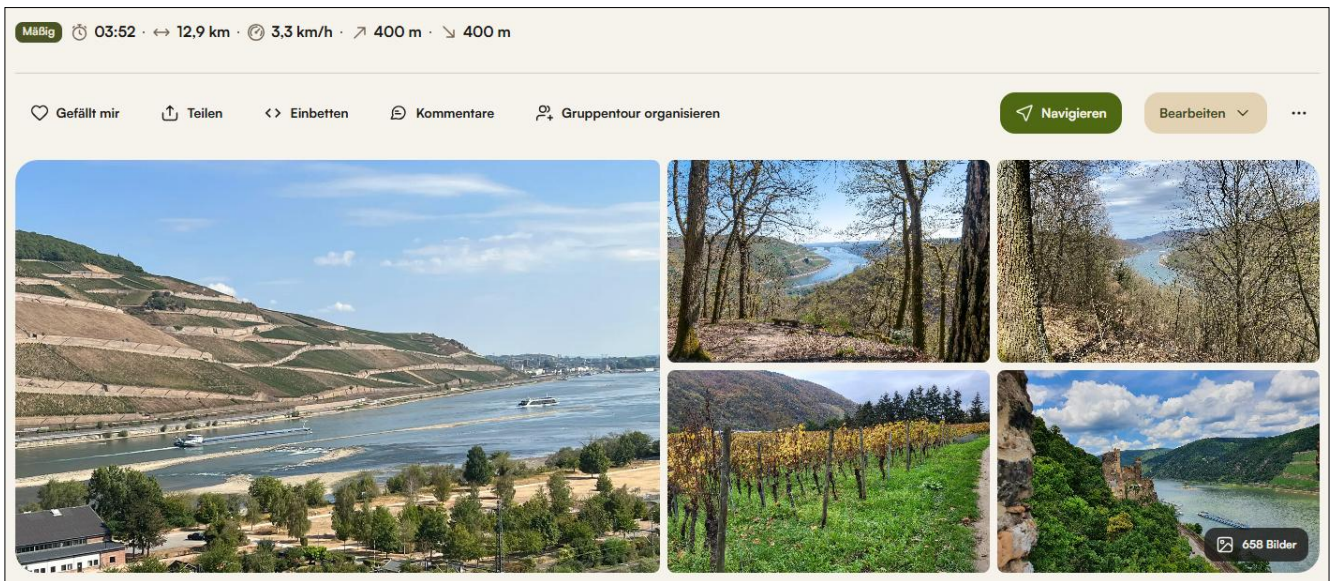 Mäßig 03:52 · 12,9 km · 3,3 km/h · 400 m · 400 m
Gefällt mir Teilen Einbetten Kommentare Gruppentour organisieren Navigieren Bearbeiten
658 Bilder